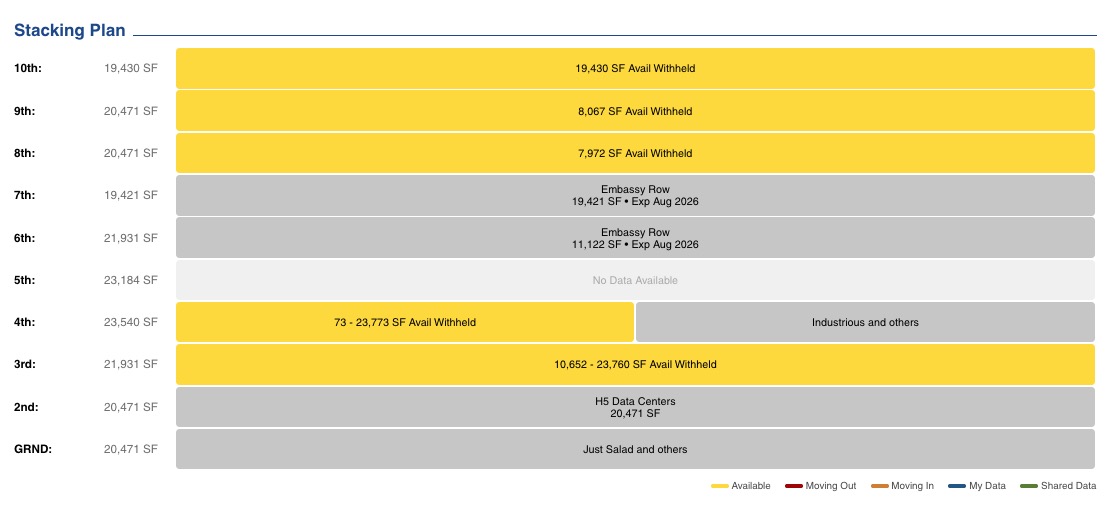 Stacking Plan
10th: 19,430 SF 19,430 SF Avail Withheld
9th: 20,471 SF 8,067 SF Avail Withheld
8th: 20,471 SF 7,972 SF Avail Withheld
7th: 19,421 SF Embassy Row
19,421 SF • Exp Aug 2026
6th: 21,931 SF Embassy Row
11,122 SF • Exp Aug 2026
5th: 23,184 SF No Data Available
4th: 23,540 SF 73 - 23,773 SF Avail Withheld Industrious and others
3rd: 21,931 SF 10,652 - 23,760 SF Avail Withheld
2nd: 20,471 SF H5 Data Centers
20,471 SF
GRND: 20,471 SF Just Salad and others
Available Moving Out Moving In My Data Shared Data